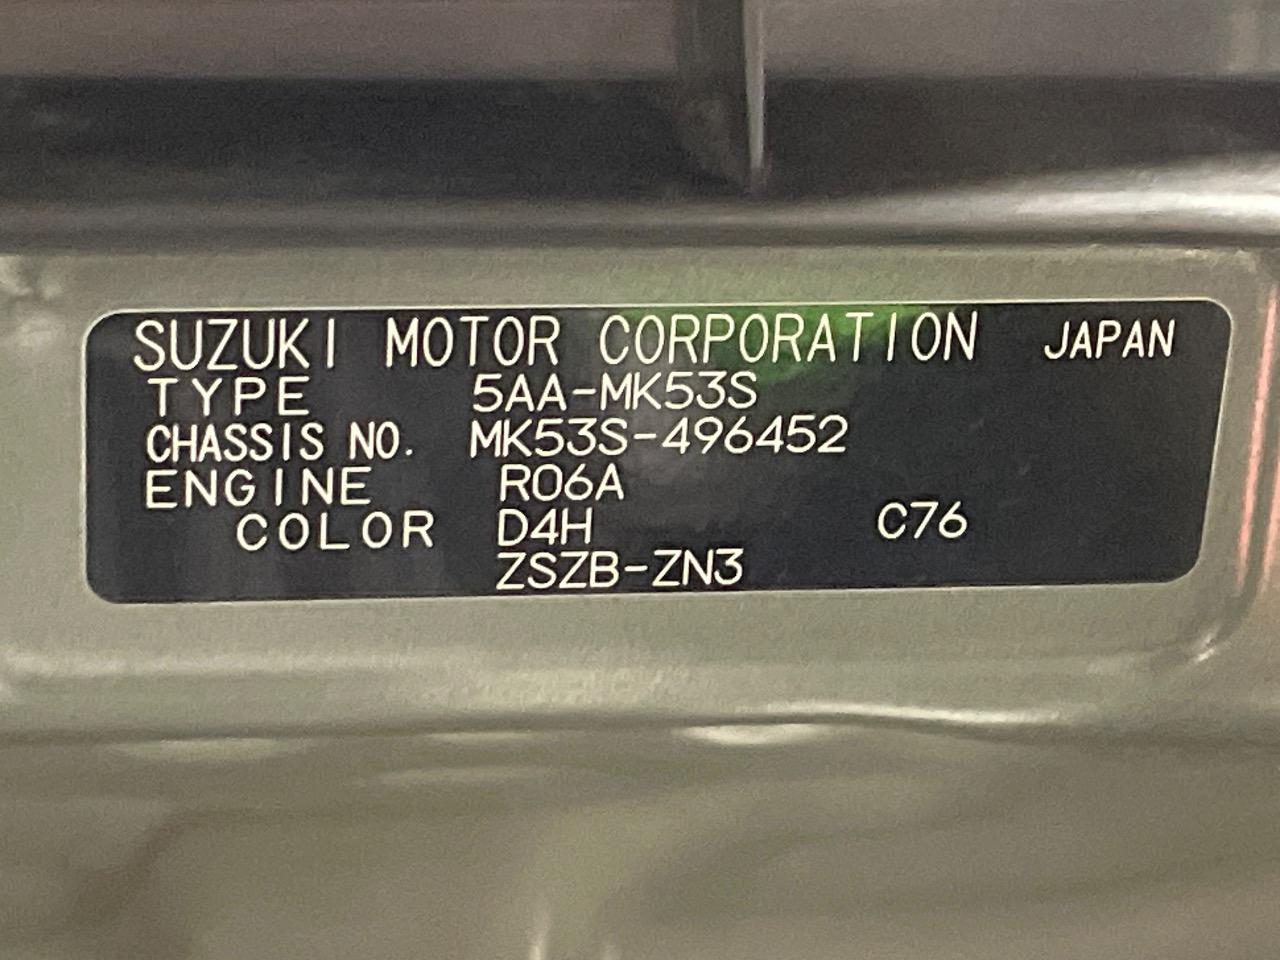 SUZUKI MOTOR CORPORATION JAPAN
TYPE 5AA-MK53S
CHASSIS NO. MK53S-496452
ENGINE R06A
COLOR D4H C76
ZSZB-ZN3